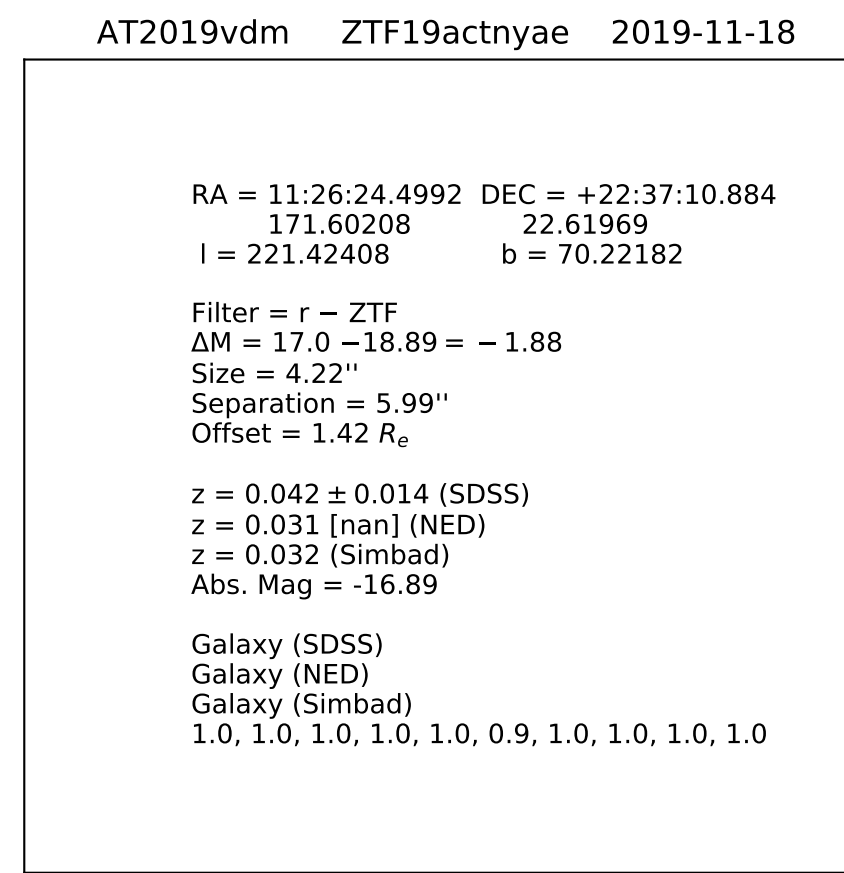 AT2019vdm ZTF19actnyae 2019-11-18
RA = 11:26:24.4992 DEC = +22:37:10.884
171.60208 22.61969
l = 221.42408 b = 70.22182
Filter = r − ZTF
ΔM = 17.0 −18.89 = − 1.88
Size = 4.22''
Separation = 5.99''
Offset = 1.42 Rₑ
z = 0.042 ± 0.014 (SDSS)
z = 0.031 [nan] (NED)
z = 0.032 (Simbad)
Abs. Mag = -16.89
Galaxy (SDSS)
Galaxy (NED)
Galaxy (Simbad)
1.0, 1.0, 1.0, 1.0, 1.0, 0.9, 1.0, 1.0, 1.0, 1.0